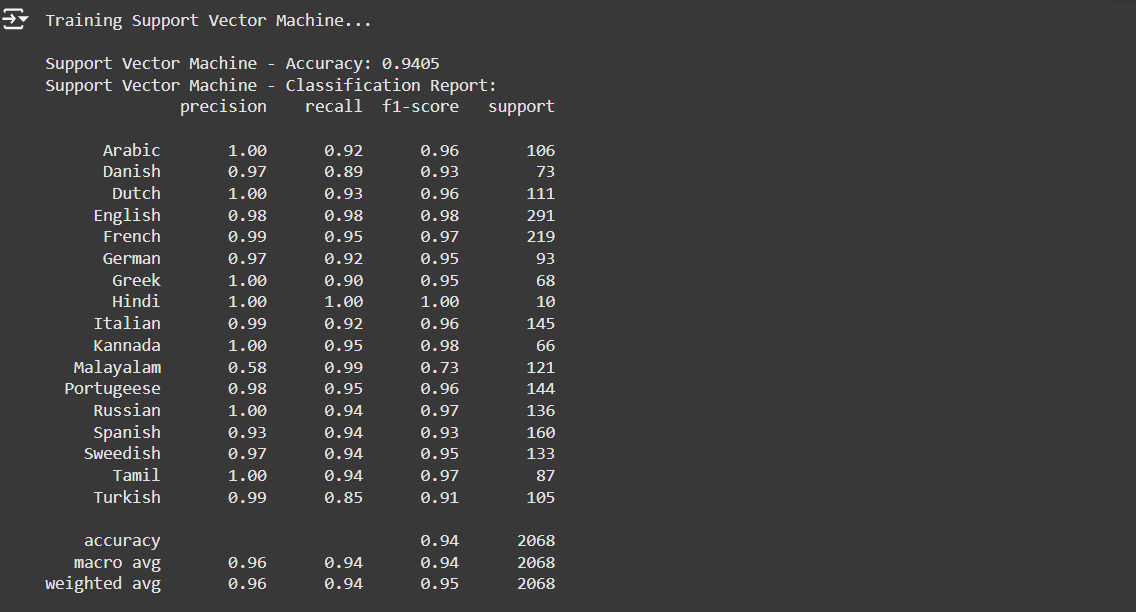 Training Support Vector Machine...
Support Vector Machine - Accuracy: 0.9405
Support Vector Machine - Classification Report:
precision recall f1-score support
Arabic 1.00 0.92 0.96 106
Danish 0.97 0.89 0.93 73
Dutch 1.00 0.93 0.96 111
English 0.98 0.98 0.98 291
French 0.99 0.95 0.97 219
German 0.97 0.92 0.95 93
Greek 1.00 0.90 0.95 68
Hindi 1.00 1.00 1.00 10
Italian 0.99 0.92 0.96 145
Kannada 1.00 0.95 0.98 66
Malayalam 0.58 0.99 0.73 121
Portugeese 0.98 0.95 0.96 144
Russian 1.00 0.94 0.97 136
Spanish 0.93 0.94 0.93 160
Sweedish 0.97 0.94 0.95 133
Tamil 1.00 0.94 0.97 87
Turkish 0.99 0.85 0.91 105
accuracy 0.94 2068
macro avg 0.96 0.94 0.94 2068
weighted avg 0.96 0.94 0.95 2068